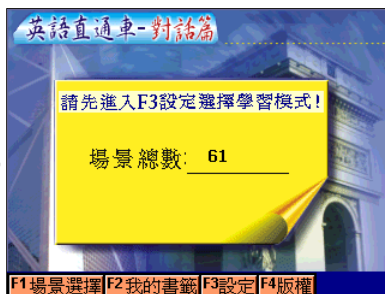 英語直通車-對話篇
請先進入F3設定選擇學習模式!
場景總數: 61
F1場景選擇 F2我的書籤 F3設定 F4版權